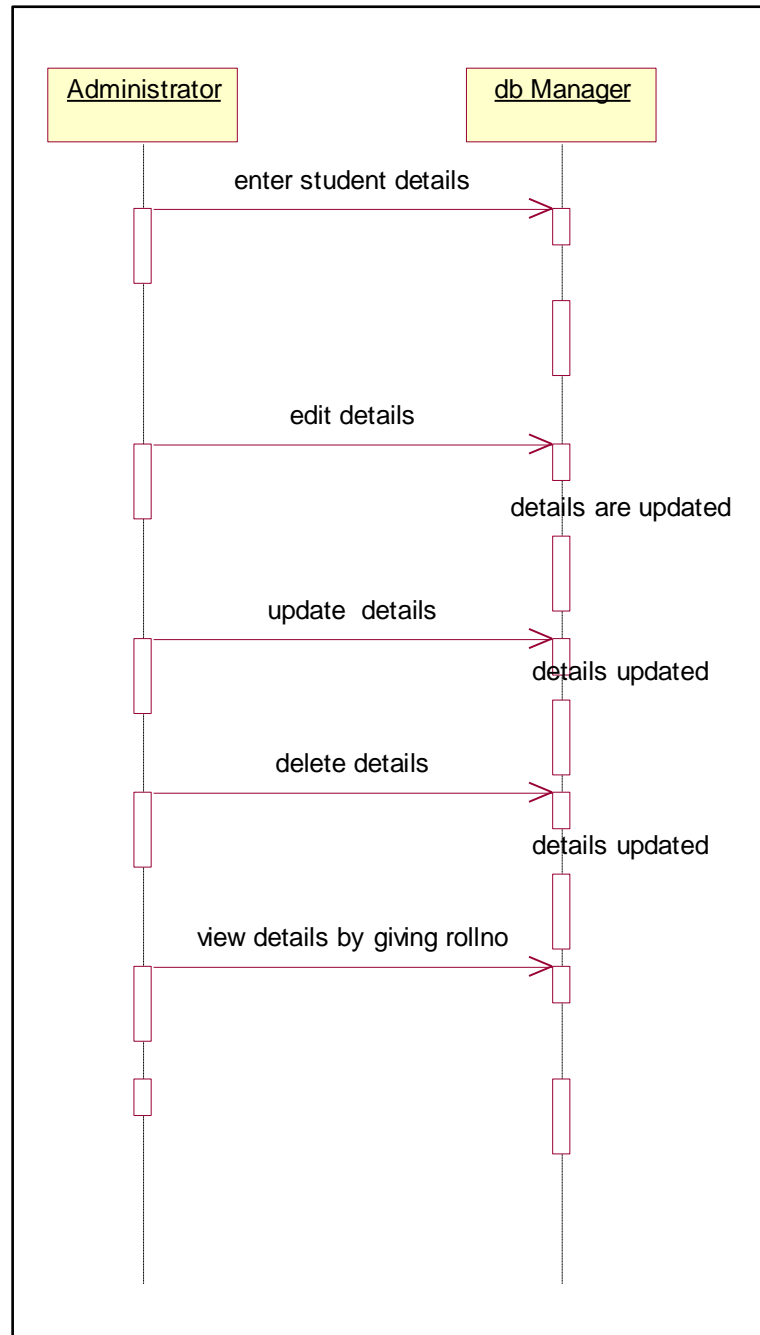 Administrator
db Manager
enter student details
edit details
details are updated
update  details
details updated
delete details
details updated
view details by giving rollno